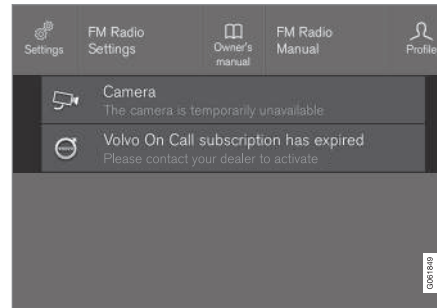 Settings
FM Radio
Settings
Owner's
manual
FM Radio
Manual
Profile
Camera
The camera is temporarily unavailable
Volvo On Call subscription has expired
Please contact your dealer to activate
G061849